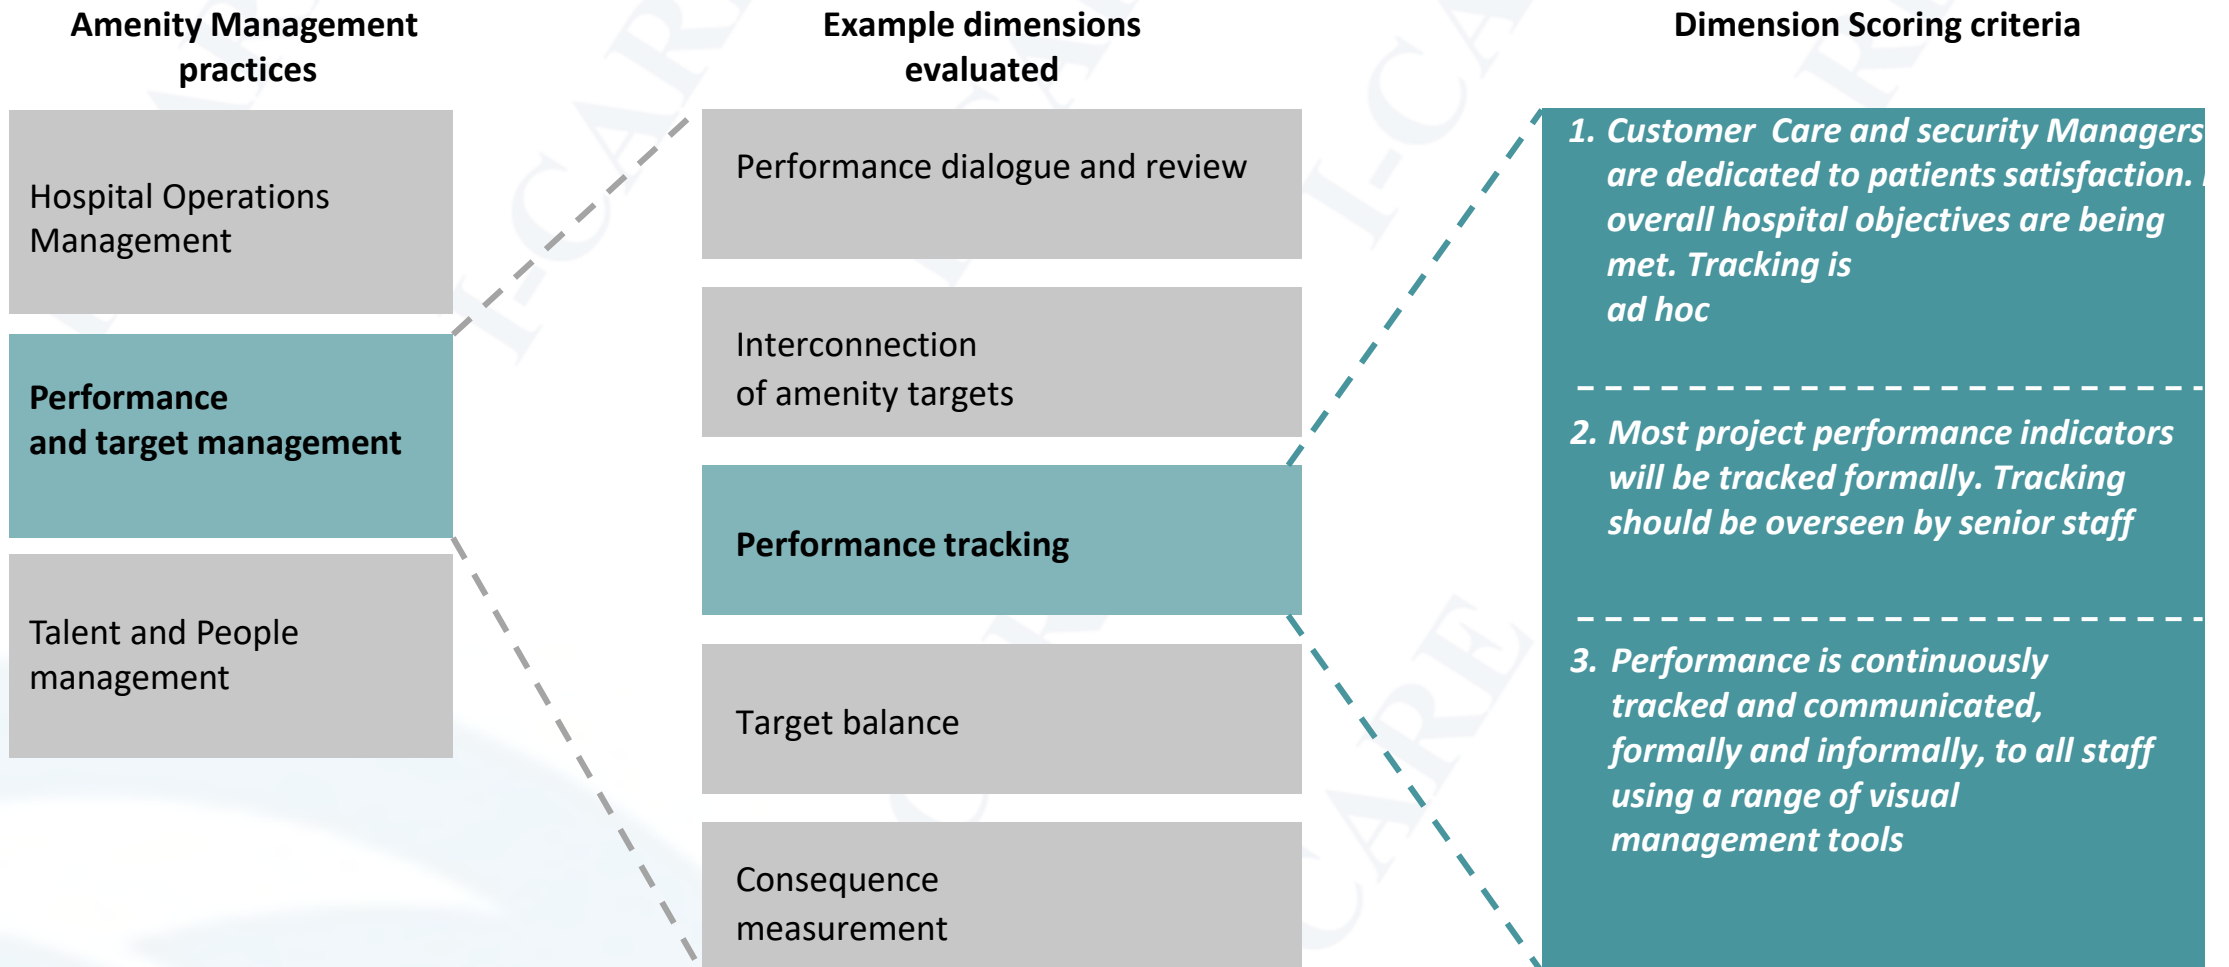 Amenity Management
practices
Hospital Operations
Management
Performance
and target management
Talent and People
management
Example dimensions
evaluated
Performance dialogue and review
Interconnection
of amenity targets
Performance tracking
Target balance
Consequence
measurement
Dimension Scoring criteria
1. Customer Care and security Managers
are dedicated to patients satisfaction.
overall hospital objectives are being
met. Tracking is
ad hoc
2. Most project performance indicators
will be tracked formally. Tracking
should be overseen by senior staff
3. Performance is continuously
tracked and communicated,
formally and informally, to all staff
using a range of visual
management tools
I-CARE
I-CARE
CARE